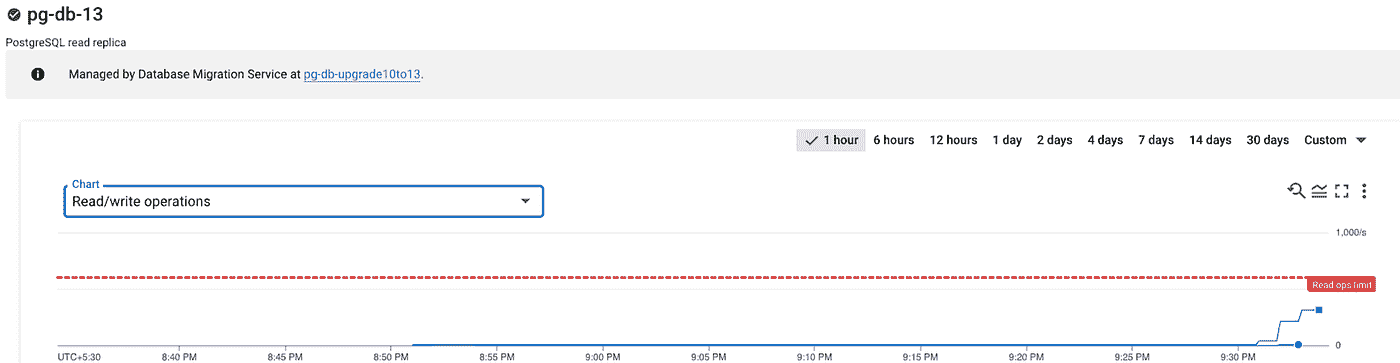 pg-db-13
PostgreSQL read replica
Managed by Database Migration Service at pg-db-upgrade10to13.
1 hour 6 hours 12 hours 1 day 2 days 4 days 7 days 14 days 30 days Custom
Chart
Read/write operations
1,000/s
Read ops limit
0
UTC+5:30 8:40 PM 8:45 PM 8:50 PM 8:55 PM 9:00 PM 9:05 PM 9:10 PM 9:15 PM 9:20 PM 9:25 PM 9:30 PM